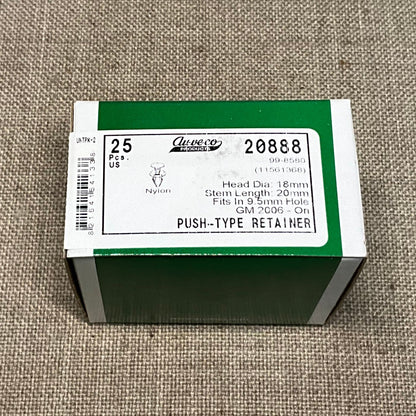 25
Pcs.
US
Auveco
PRODUCTS
20888
99-8580
(11561368)
Nylon
Head Dia: 18mm
Stem Length: 20mm
Fits In 9.5mm Hole
GM 2006 - On
PUSH-TYPE RETAINER